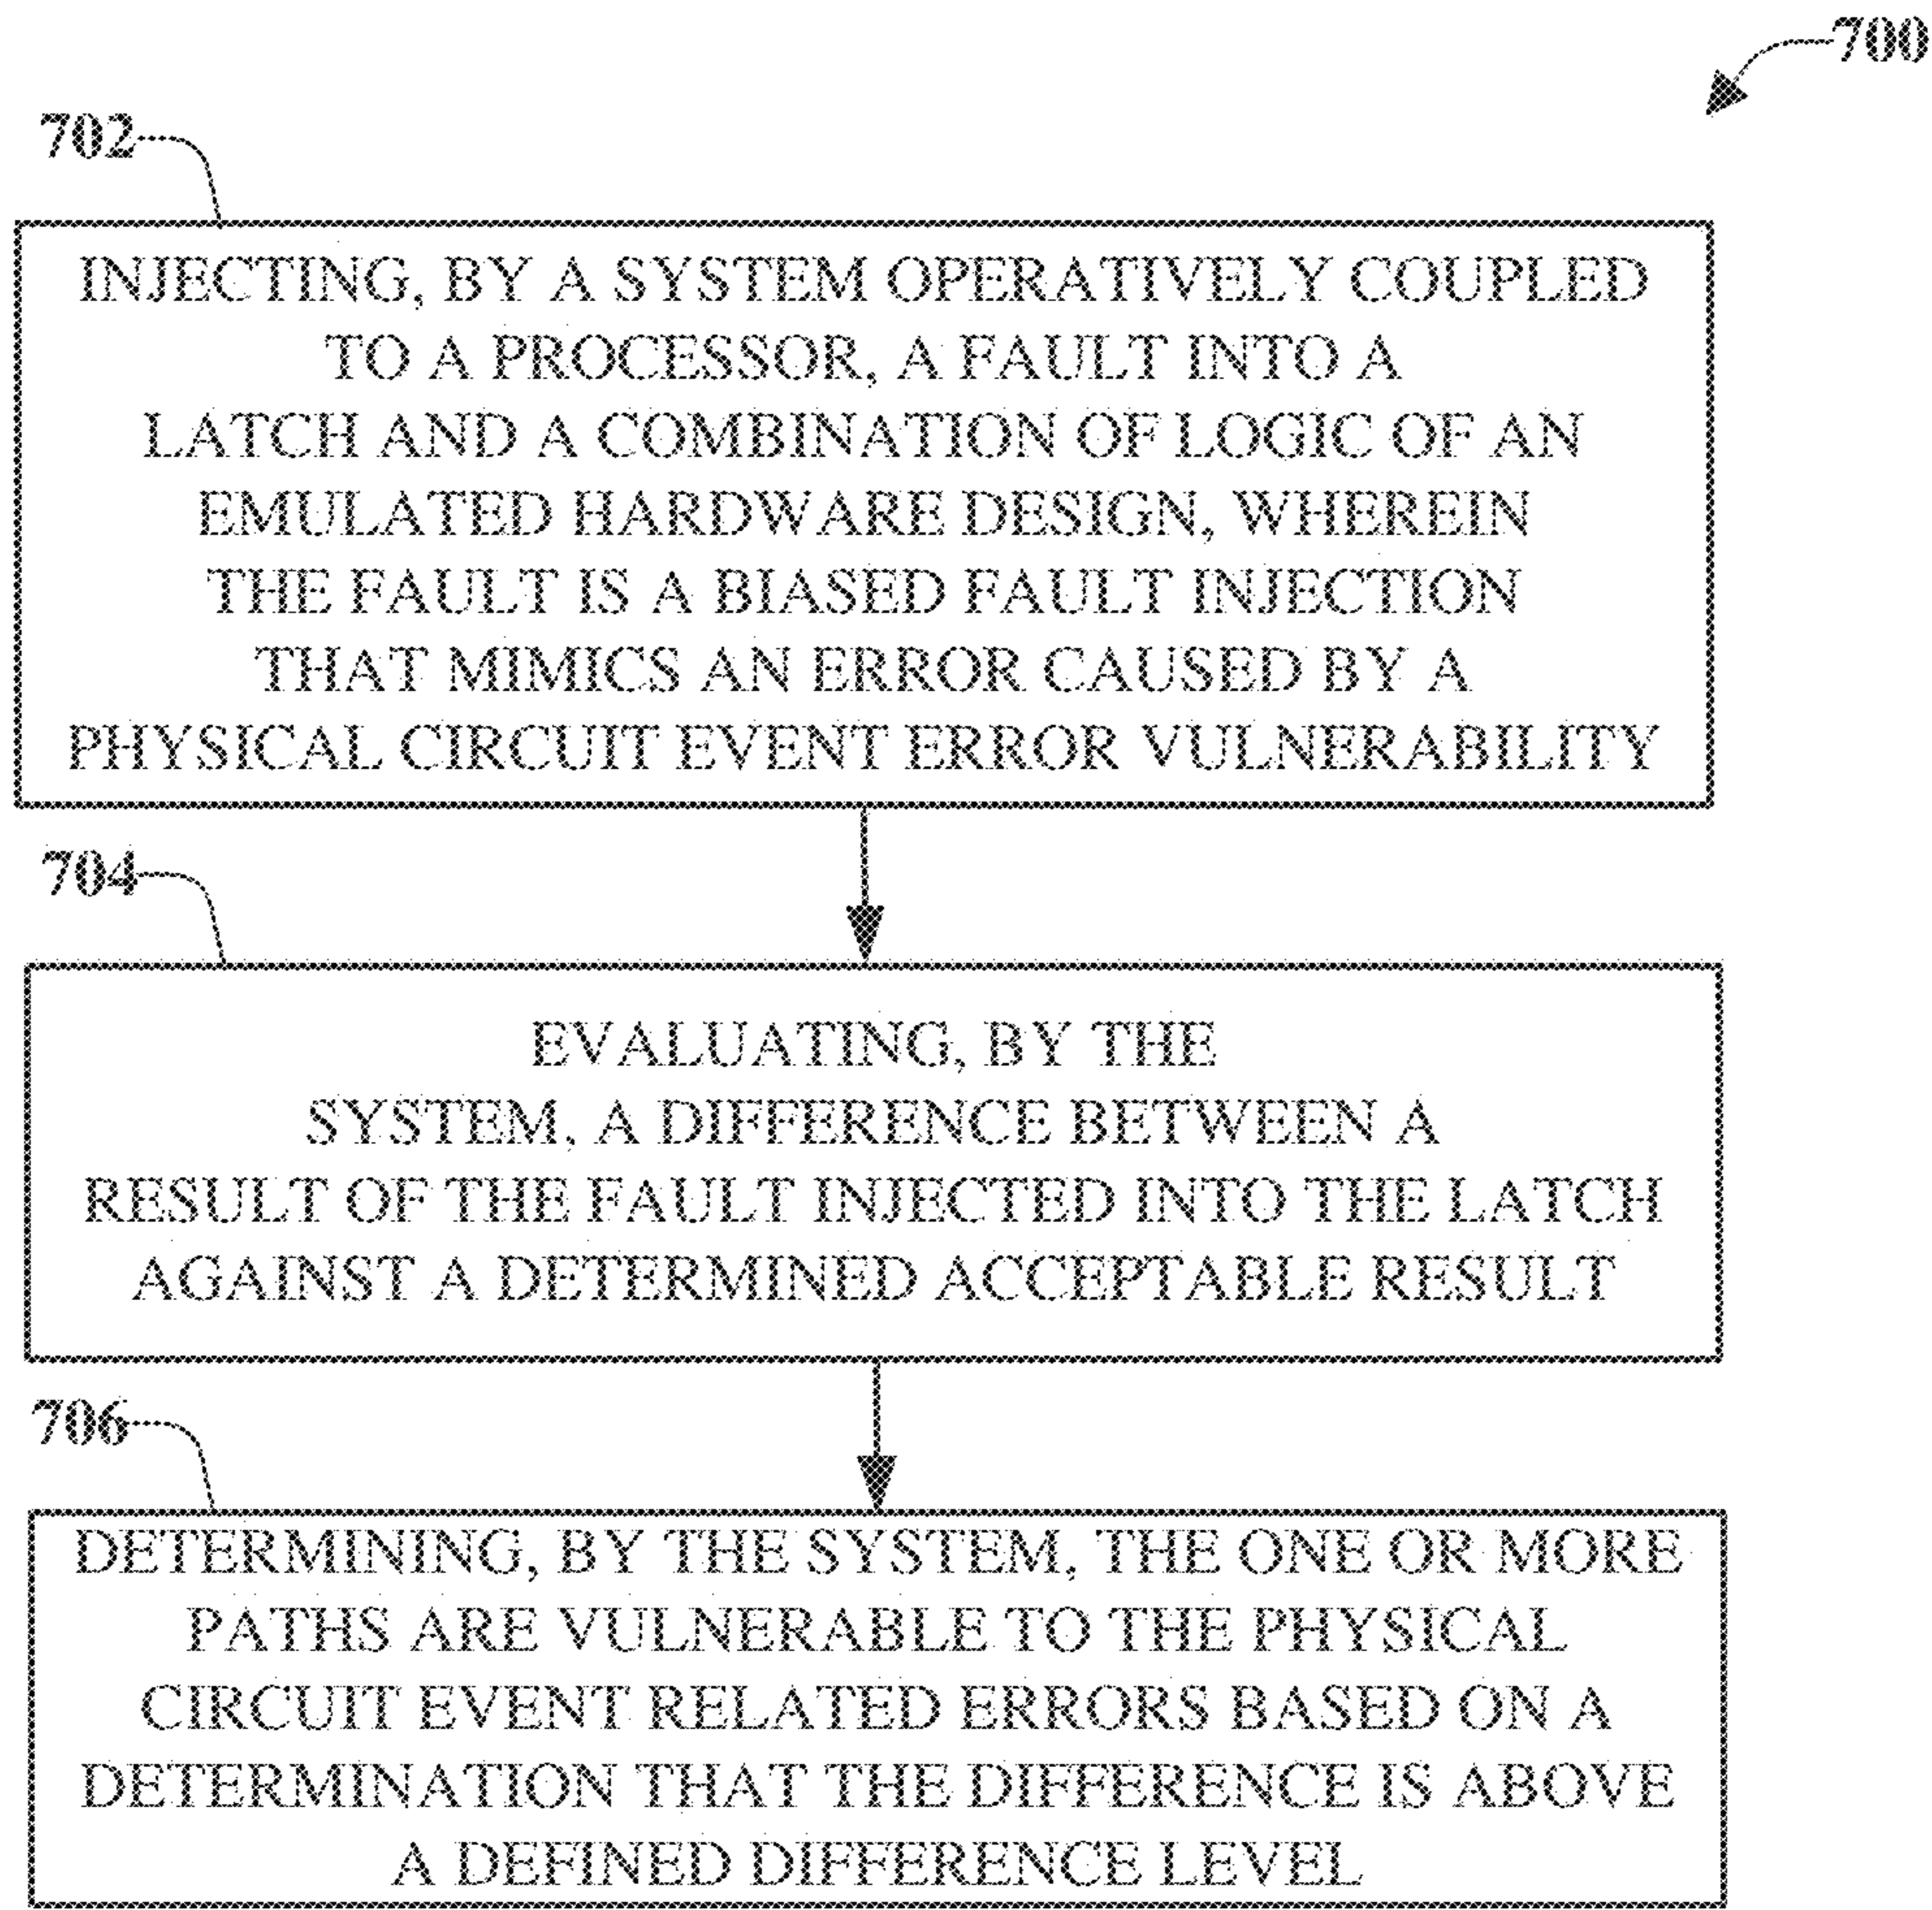 700
702
INJECTING, BY A SYSTEM OPERATIVELY COUPLED
TO A PROCESSOR, A FAULT INTO A
LATCH AND A COMBINATION OF LOGIC OF AN
EMULATED HARDWARE DESIGN, WHEREIN
THE FAULT IS A BIASED FAULT INJECTION
THAT MIMICS AN ERROR CAUSED BY A
PHYSICAL CIRCUIT EVENT ERROR VULNERABILITY
704
EVALUATING, BY THE
SYSTEM, A DIFFERENCE BETWEEN A
RESULT OF THE FAULT INJECTED INTO THE LATCH
AGAINST A DETERMINED ACCEPTABLE RESULT
706
DETERMINING, BY THE SYSTEM, THE ONE OR MORE
PATHS ARE VULNERABLE TO THE PHYSICAL
CIRCUIT EVENT RELATED ERRORS BASED ON A
DETERMINATION THAT THE DIFFERENCE IS ABOVE
A DEFINED DIFFERENCE LEVEL